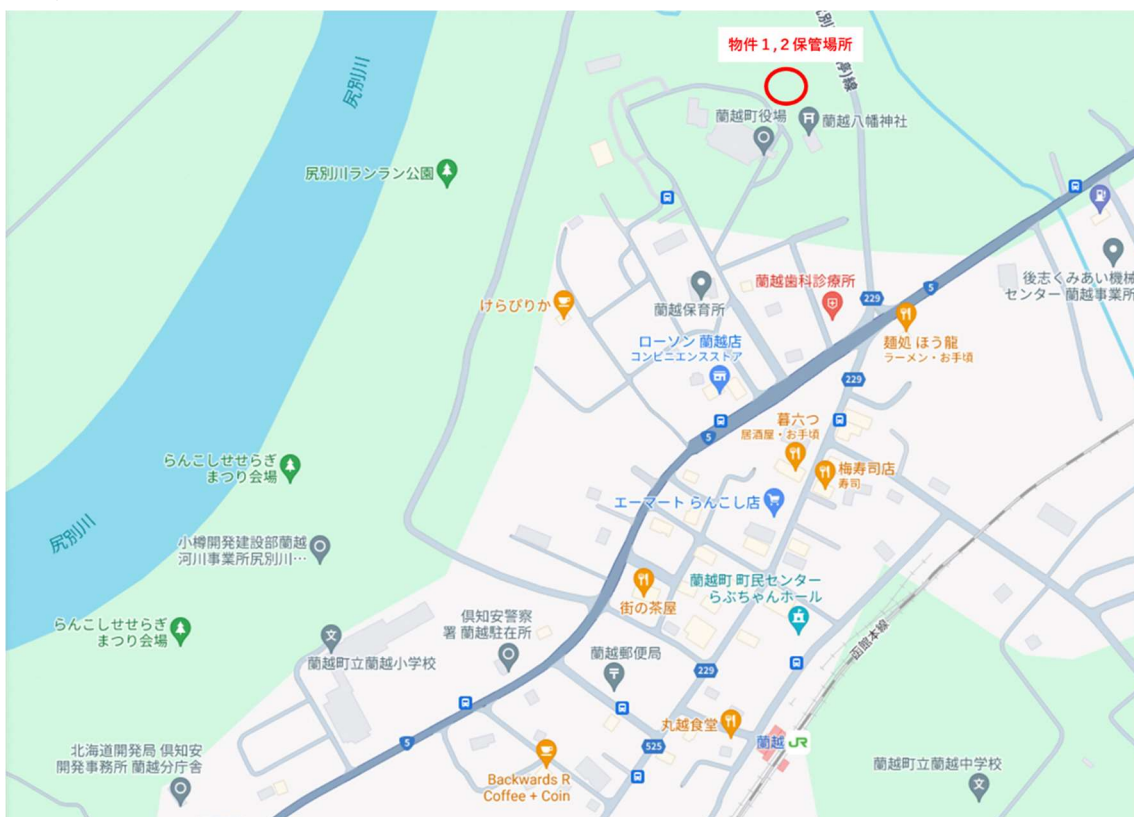 物件1,2保管場所
尻別川
亭)線
蘭越町役場
蘭越八幡神社
尻別川ランラン公園
5
後志くみあい機械
センター 蘭越事業所
蘭越歯科診療所
229
けらぴりか
蘭越保育所
麺処 ほう龍
ラーメン・お手頃
ローソン 蘭越店
コンビニエンスストア
229
暮六つ
居酒屋・お手頃
5
梅寿司店
寿司
らんこしせせらぎ
まつり会場
エーマート らんこし店
尻別川
小樽開発建設部蘭越
河川事業所尻別川…
蘭越町 町民センター
らぶちゃんホール
街の茶屋
らんこしせせらぎ
まつり会場
倶知安警察
署 蘭越駐在所
函館本線
文
蘭越町立蘭越小学校
蘭越郵便局
229
丸越食堂
5
525
蘭越 JR
北海道開発局 倶知安
開発事務所 蘭越分庁舎
蘭越町立蘭越中学校
文
Backwards R
Coffee + Coin